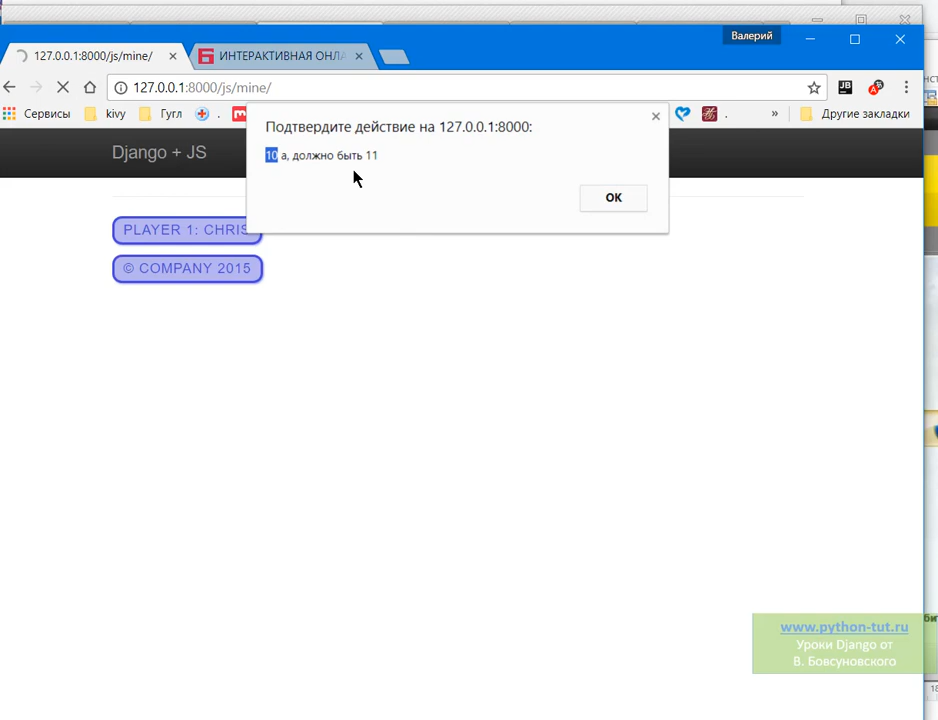 Валерий
127.0.0.1:8000/js/mine/
ИНТЕРАКТИВНАЯ ОНЛА
127.0.0.1:8000/js/mine/
JB
Сервисы
kivy
Гугл
.
»
Другие закладки
Подтвердите действие на 127.0.0.1:8000:
10 а, должно быть 11
OK
Django + JS
PLAYER 1: CHRIS
© COMPANY 2015
www.python-tut.ru
Уроки Django от
В. Бовсуновского